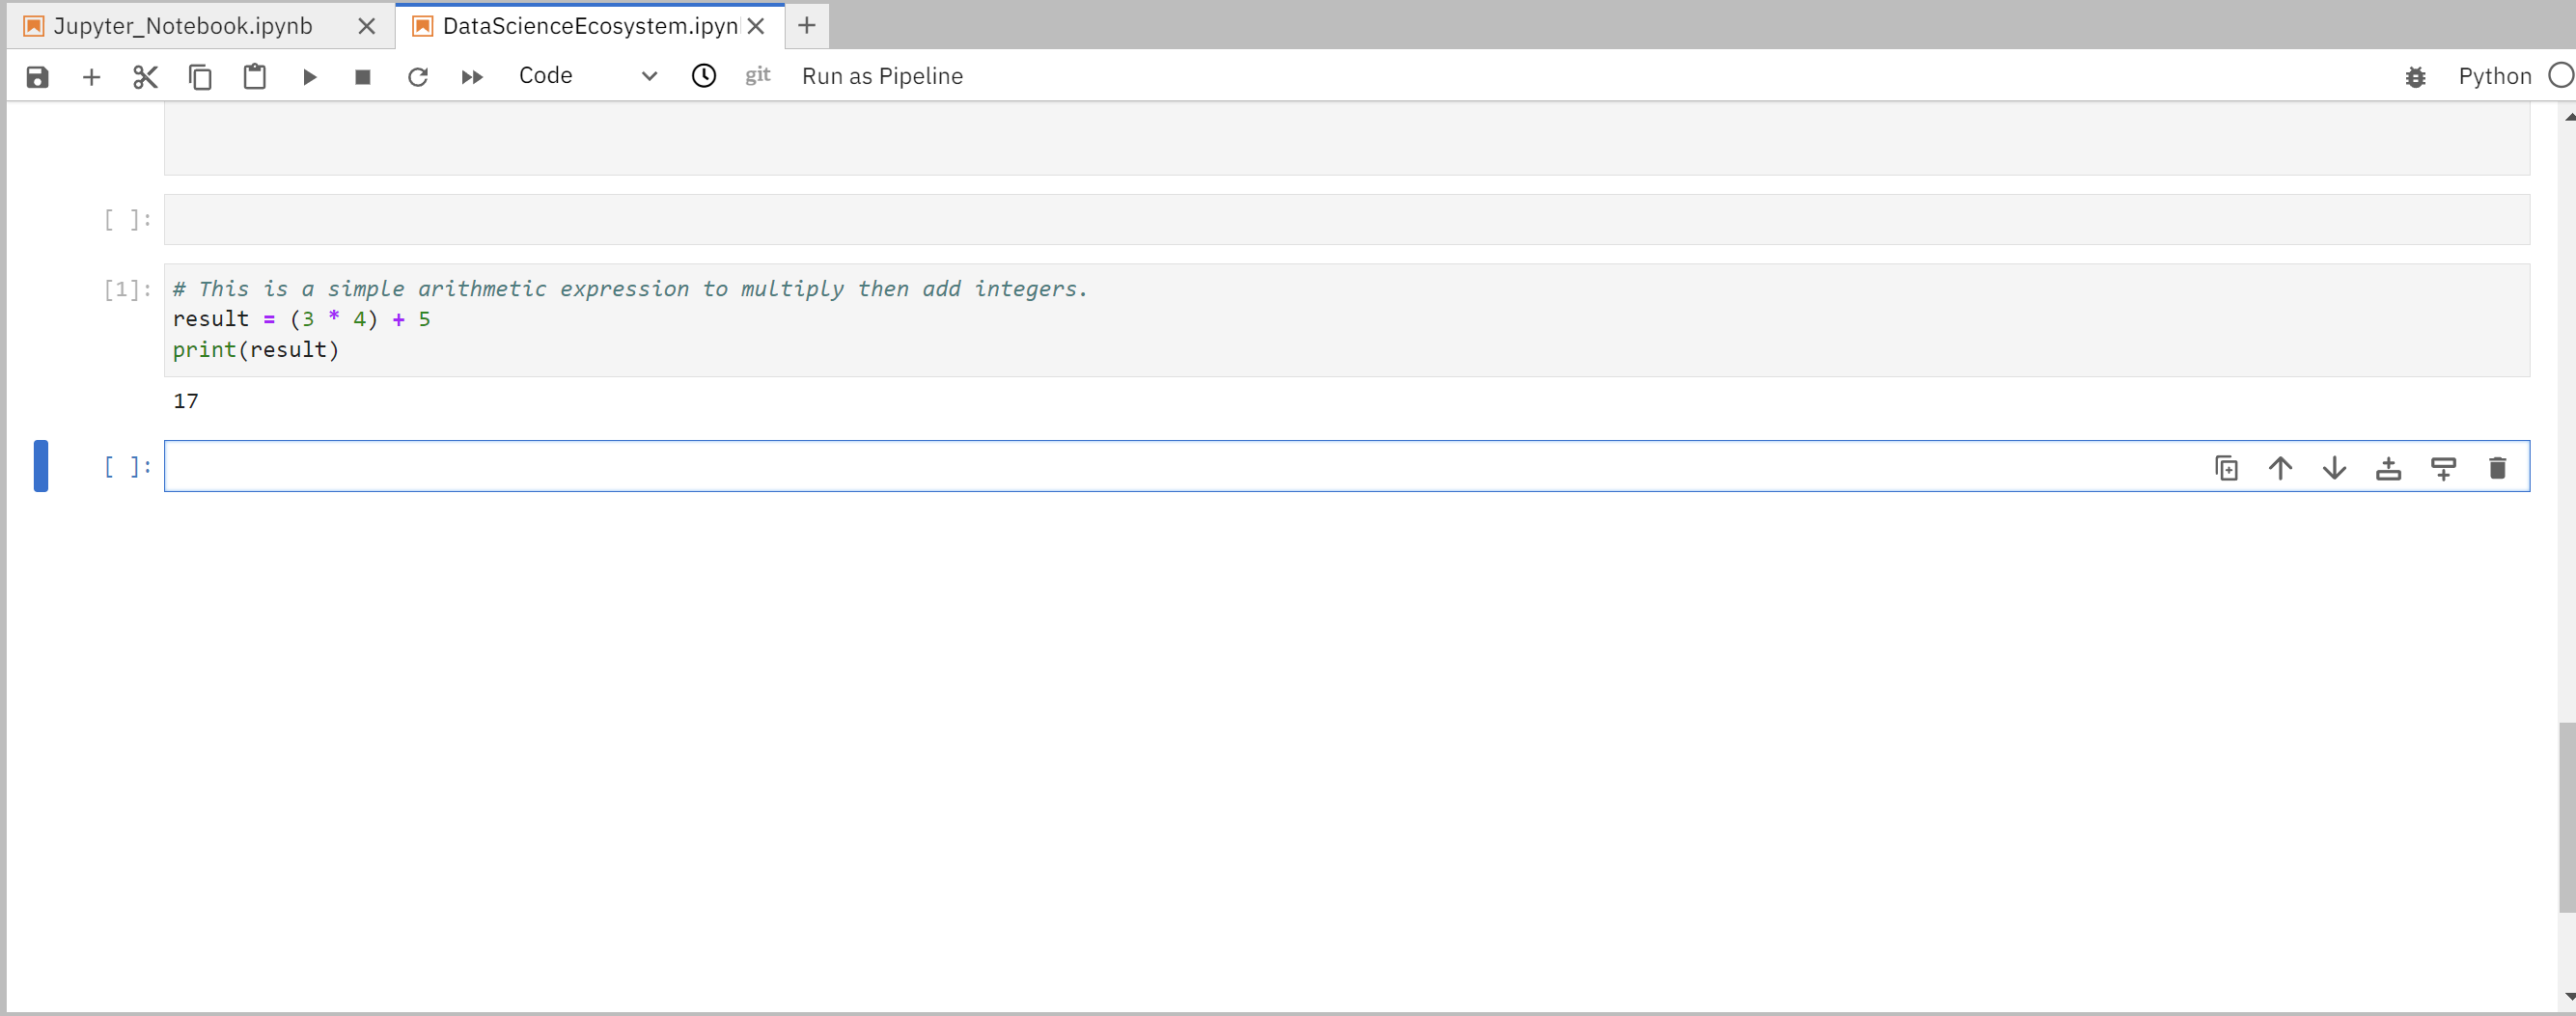 Jupyter_Notebook.ipynb
DataScienceEcosystem.ipyn
Code
git
Run as Pipeline
Python
[ ]:
[1]:
# This is a simple arithmetic expression to multiply then add integers.
result = (3 * 4) + 5
print(result)
17
[ ]: